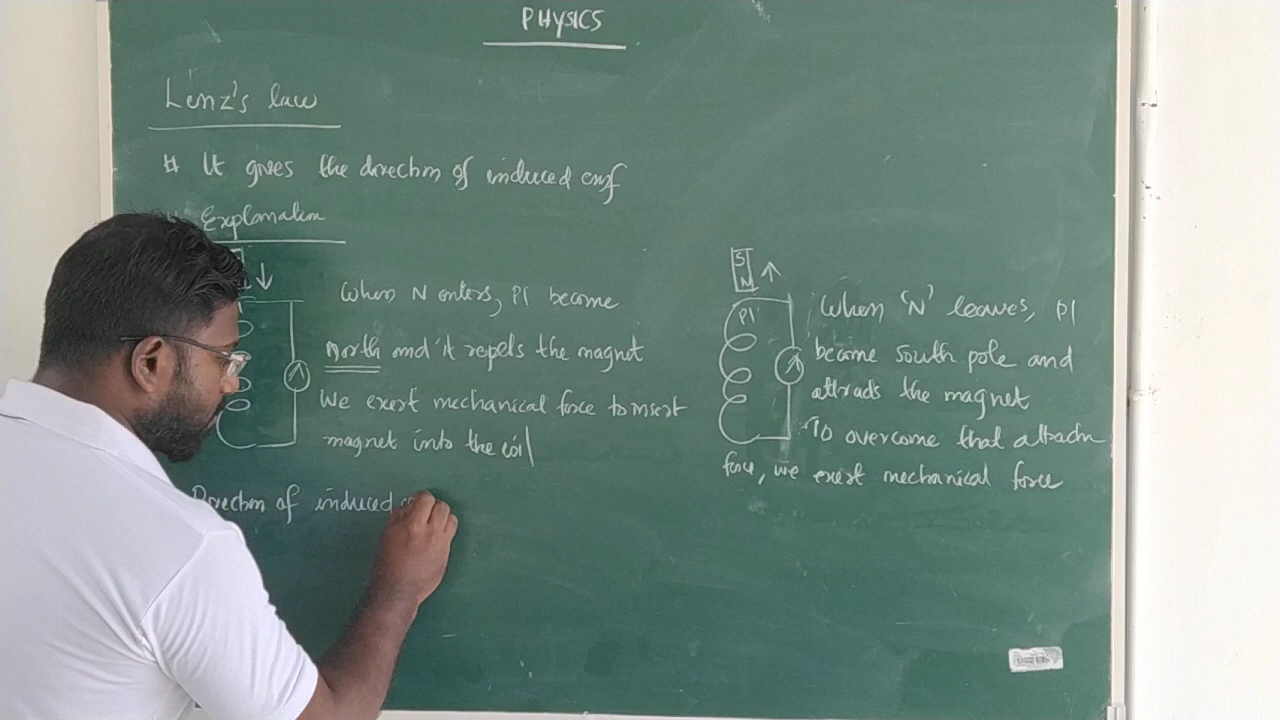 PHYSICS
Lenz's law
# It gives the direction of induced emf
Explanation
When N enters, P1 become
north and it repels the magnet
We exert mechanical force to insert
magnet into the coil
Direction of induced
S
N
P1
When 'N' leaves, P1
became south pole and
attracts the magnet
To overcome that attractn
force, we exert mechanical force